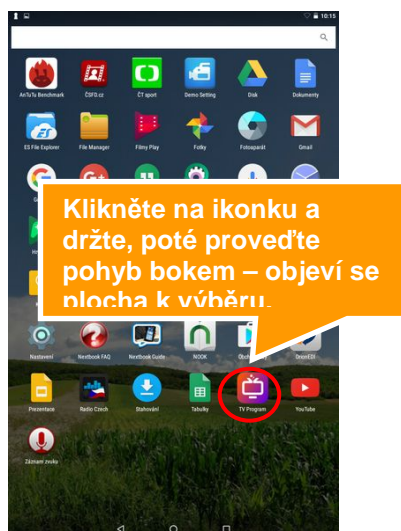 10:15
AnTuTu Benchmark ČSFD.cz ČT sport Demo Setting Disk Dokumenty
ES File Explorer File Manager Filmy Play Fotky Fotoaparát Gmail
Klikněte na ikonku a
držte, poté proveďte
pohyb bokem – objeví se
plocha k výběru.
Nastavení Nextbook FAQ Nextbook Guide NOOK
Prezentace Radio Czech Stahování Tabulky TV Program YouTube
Záznam zvuku